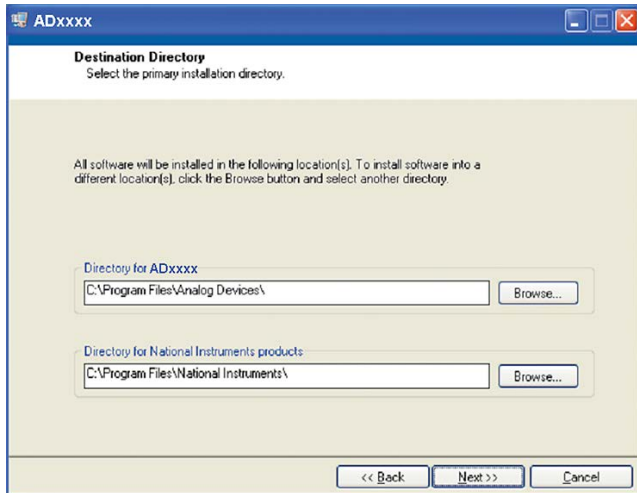 ADxxxx
Destination Directory
Select the primary installation directory.
All software will be installed in the following location(s). To install software into a
different location(s), click the Browse button and select another directory.
Directory for ADxxxx
C:\Program Files\Analog Devices\
Browse...
Directory for National Instruments products
C:\Program Files\National Instruments\
Browse...
<< Back
Next >>
Cancel